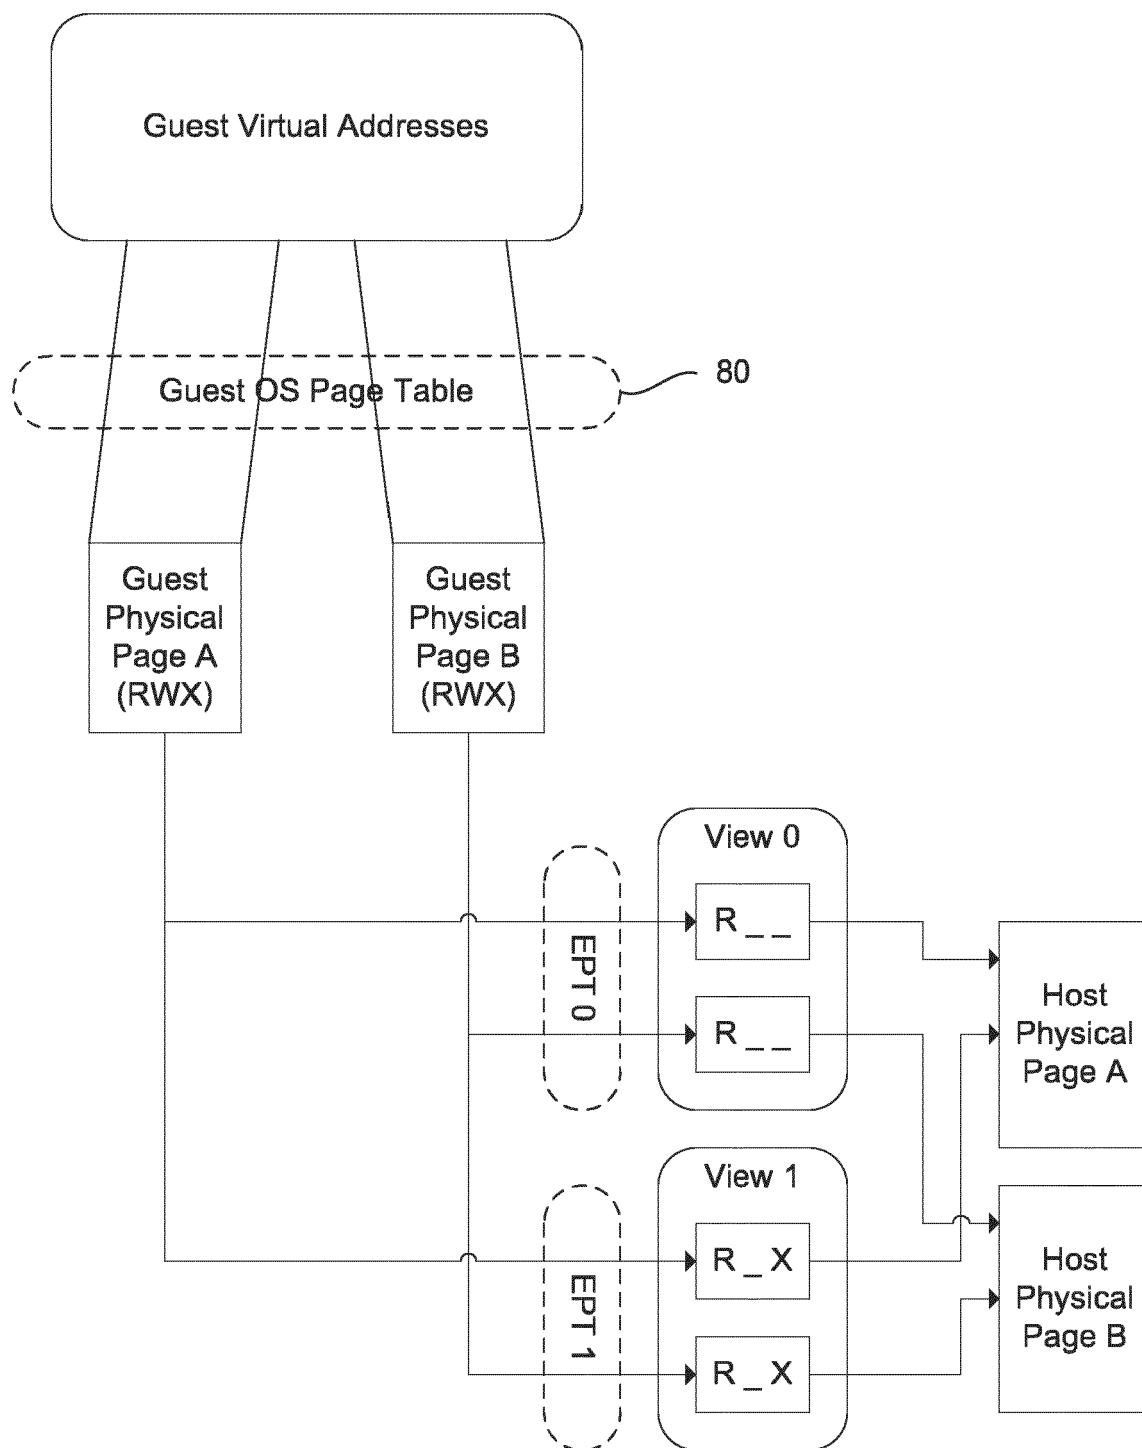 Guest Virtual Addresses
Guest OS Page Table
80
Guest
Physical
Page A
(RWX)
Guest
Physical
Page B
(RWX)
View 0
R _ _
R _ _
EPT 0
Host
Physical
Page A
View 1
R _ X
R _ X
EPT 1
Host
Physical
Page B